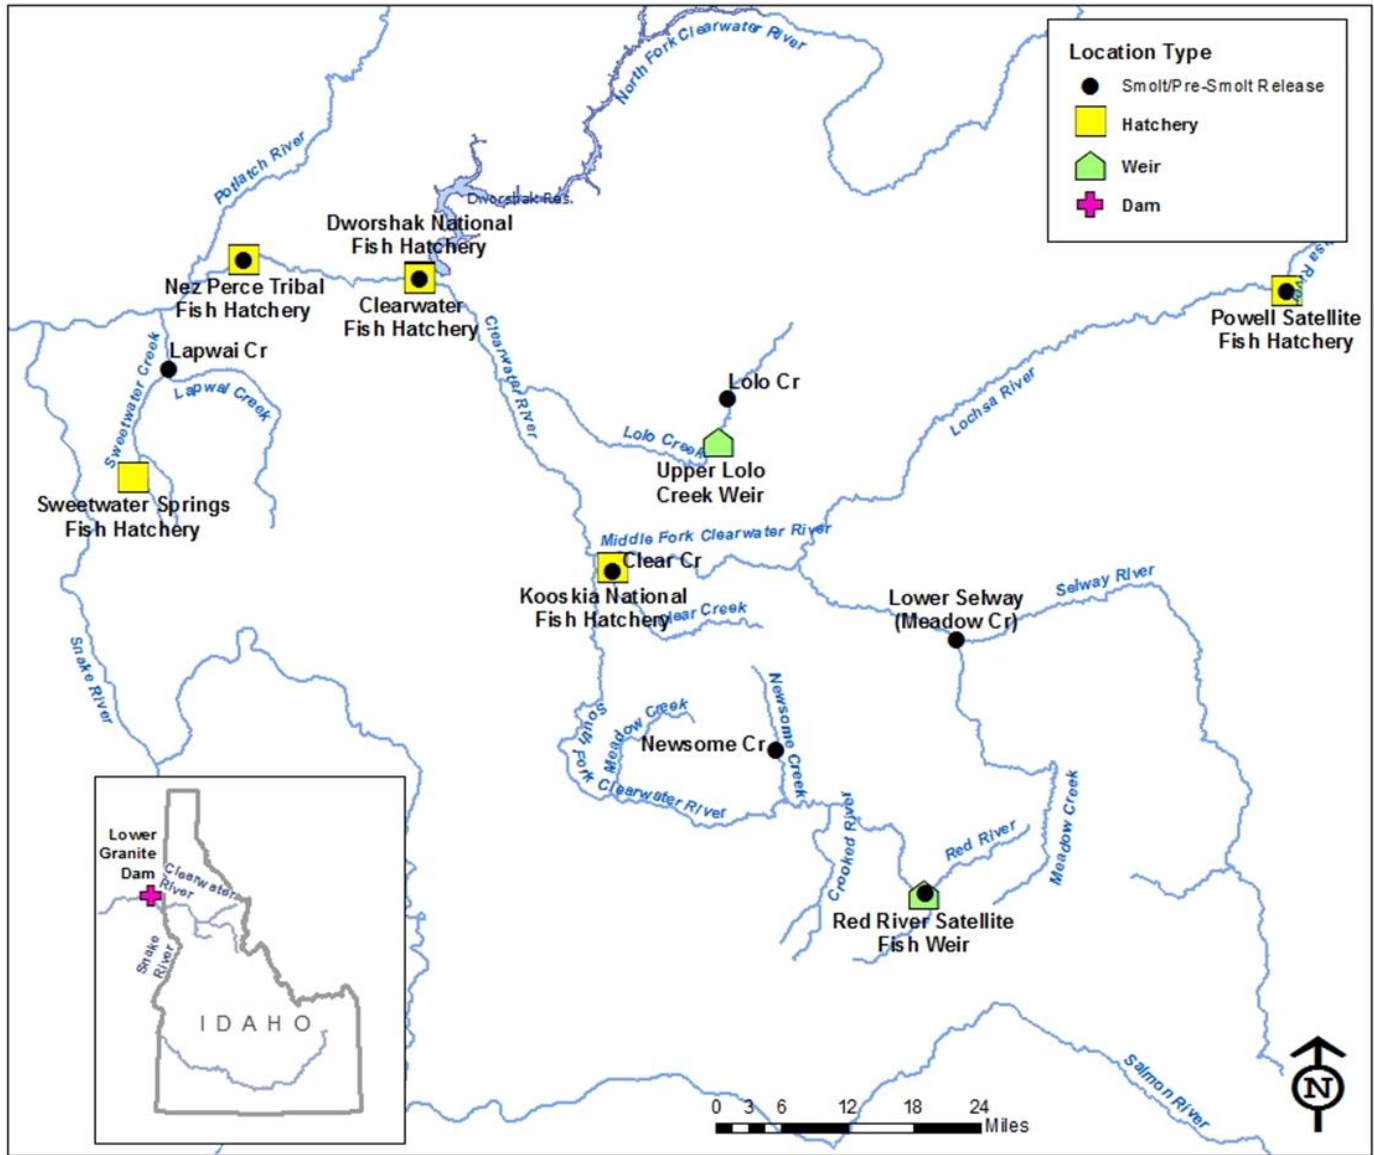 North Fork Clearwater River
Location Type
Smolt/Pre-Smolt Release
Hatchery
Weir
Dam
Potlatch River
Dworshak Res.
Dworshak National
Fish Hatchery
Nez Perce Tribal
Fish Hatchery
Clearwater
Fish Hatchery
Powell Satellite
Fish Hatchery
Clearwater River
Lapwai Cr
Sweetwater Creek
Lapwai Creek
Lolo Cr
Lochsa River
Lolo Creek
Upper Lolo
Creek Weir
Sweetwater Springs
Fish Hatchery
Middle Fork Clearwater River
Clear Cr
Kooskia National
Fish Hatchery
Clear Creek
Selway River
Lower Selway
(Meadow Cr)
Snake River
Newsome Creek
Meadow Creek
Newsome Cr
South Fork Clearwater River
Crooked River
Red River
Meadow Creek
Red River Satellite
Fish Weir
Lower
Granite
Dam
Clearwater
River
Snake
River
IDAHO
Salmon River
N
0 3 6 12 18 24
Miles